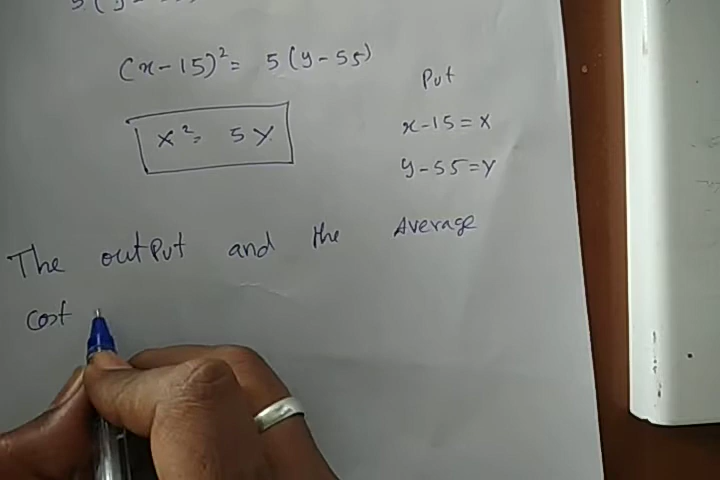 (x-15)²= 5(y-55)
Put
X²= 5Y
x-15=X
y-55=Y
The output and the Average
cost